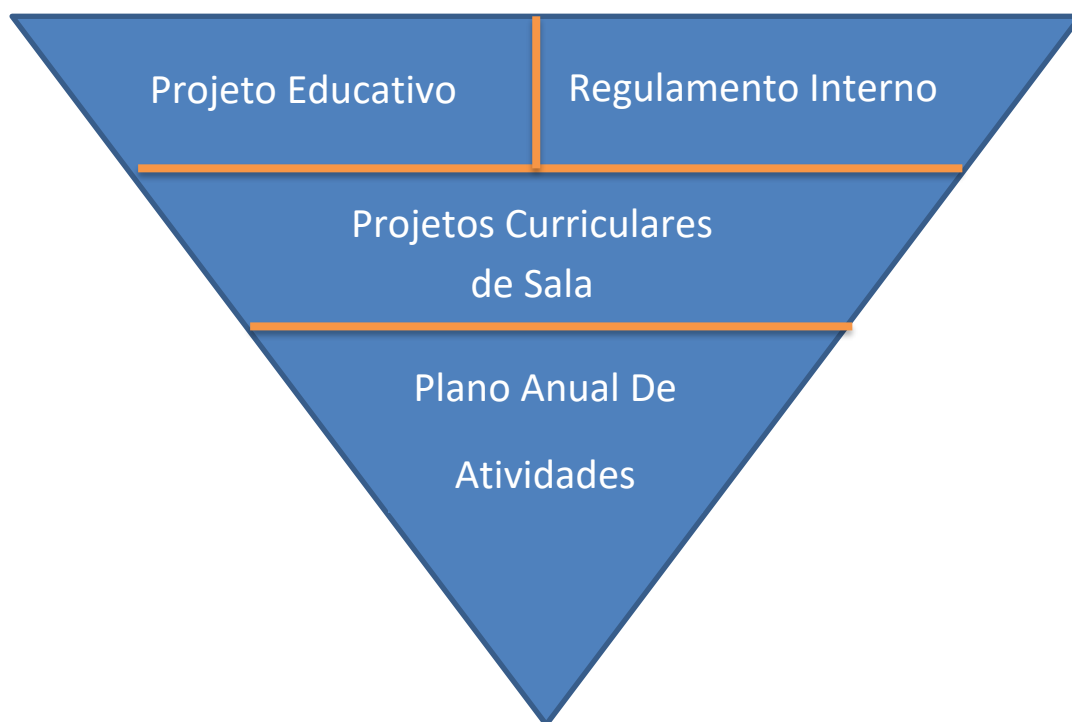 Projeto Educativo
Regulamento Interno
Projetos Curriculares
de Sala
Plano Anual De
Atividades